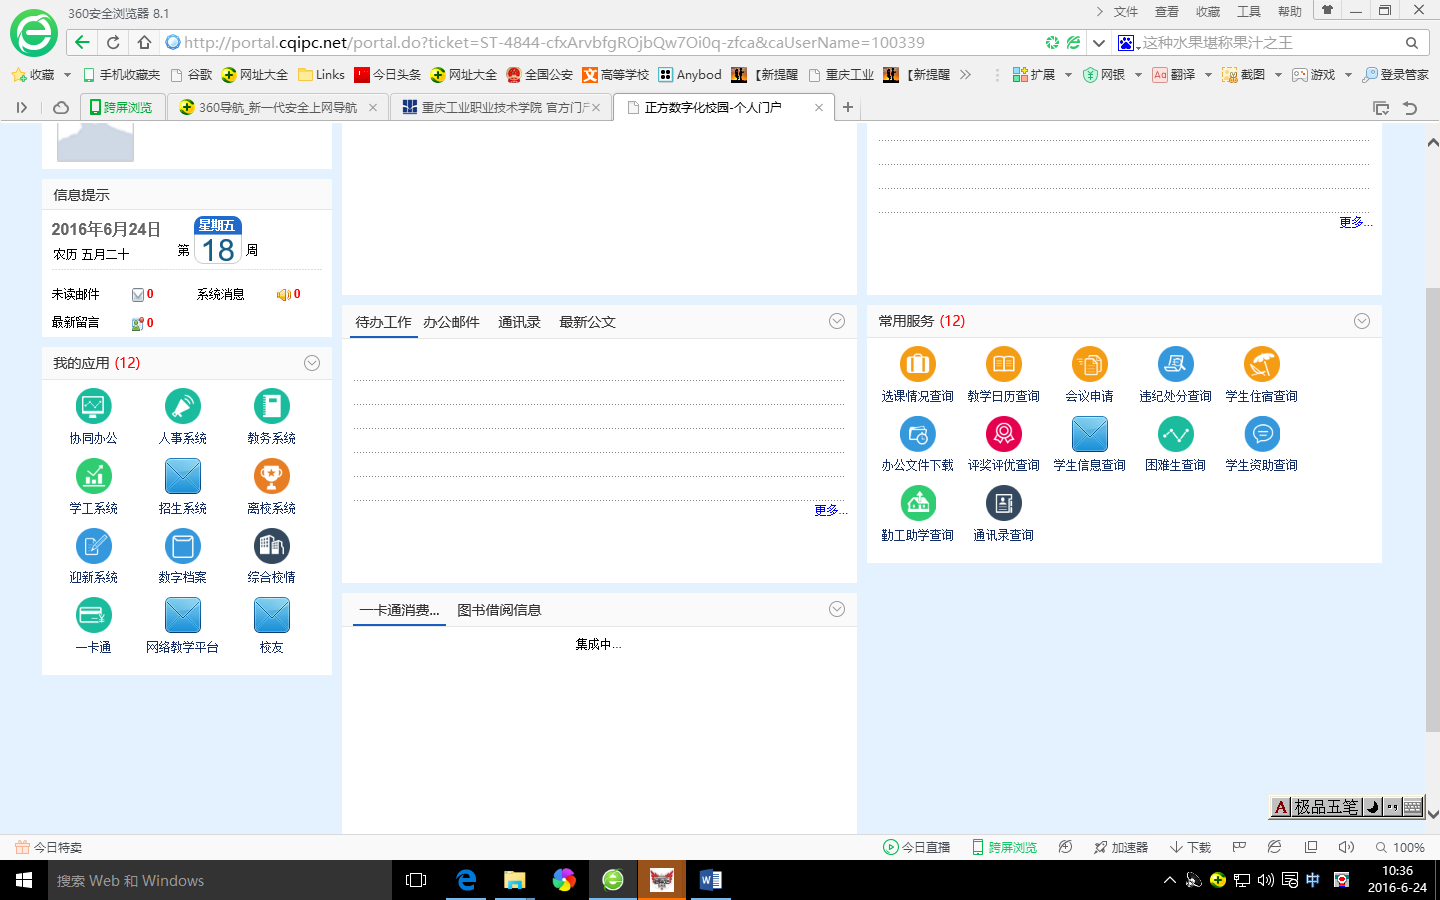 360安全浏览器 8.1
文件 查看 收藏 工具 帮助
http://portal.cqipc.net/portal.do?ticket=ST-4844-cfxArvbfgROjbQw7Oi0q-zfca&caUserName=100339
这种水果堪称果汁之王
收藏 手机收藏夹 谷歌 网址大全 Links 今日头条 网址大全 全国公安 高等学校 Anybod 【新提醒 重庆工业 【新提醒 扩展 网银 翻译 截图 游戏 登录管家
跨屏浏览 360导航_新一代安全上网导航 重庆工业职业技术学院 官方门户 正方数字化校园-个人门户
信息提示
2016年6月24日
农历 五月二十
星期五
第 18 周
未读邮件 0 系统消息 0
最新留言 0
我的应用 (12)
协同办公 人事系统 教务系统
学工系统 招生系统 离校系统
迎新系统 数字档案 综合校情
一卡通 网络教学平台 校友
待办工作 办公邮件 通讯录 最新公文
更多...
一卡通消费... 图书借阅信息
集成中...
更多...
常用服务 (12)
选课情况查询 教学日历查询 会议申请 违纪处分查询 学生住宿查询
办公文件下载 评奖评优查询 学生信息查询 困难生查询 学生资助查询
勤工助学查询 通讯录查询
A 极品五笔
今日特卖
今日直播 跨屏浏览 加速器 下载 100%
搜索 Web 和 Windows
中
10:36
2016-6-24